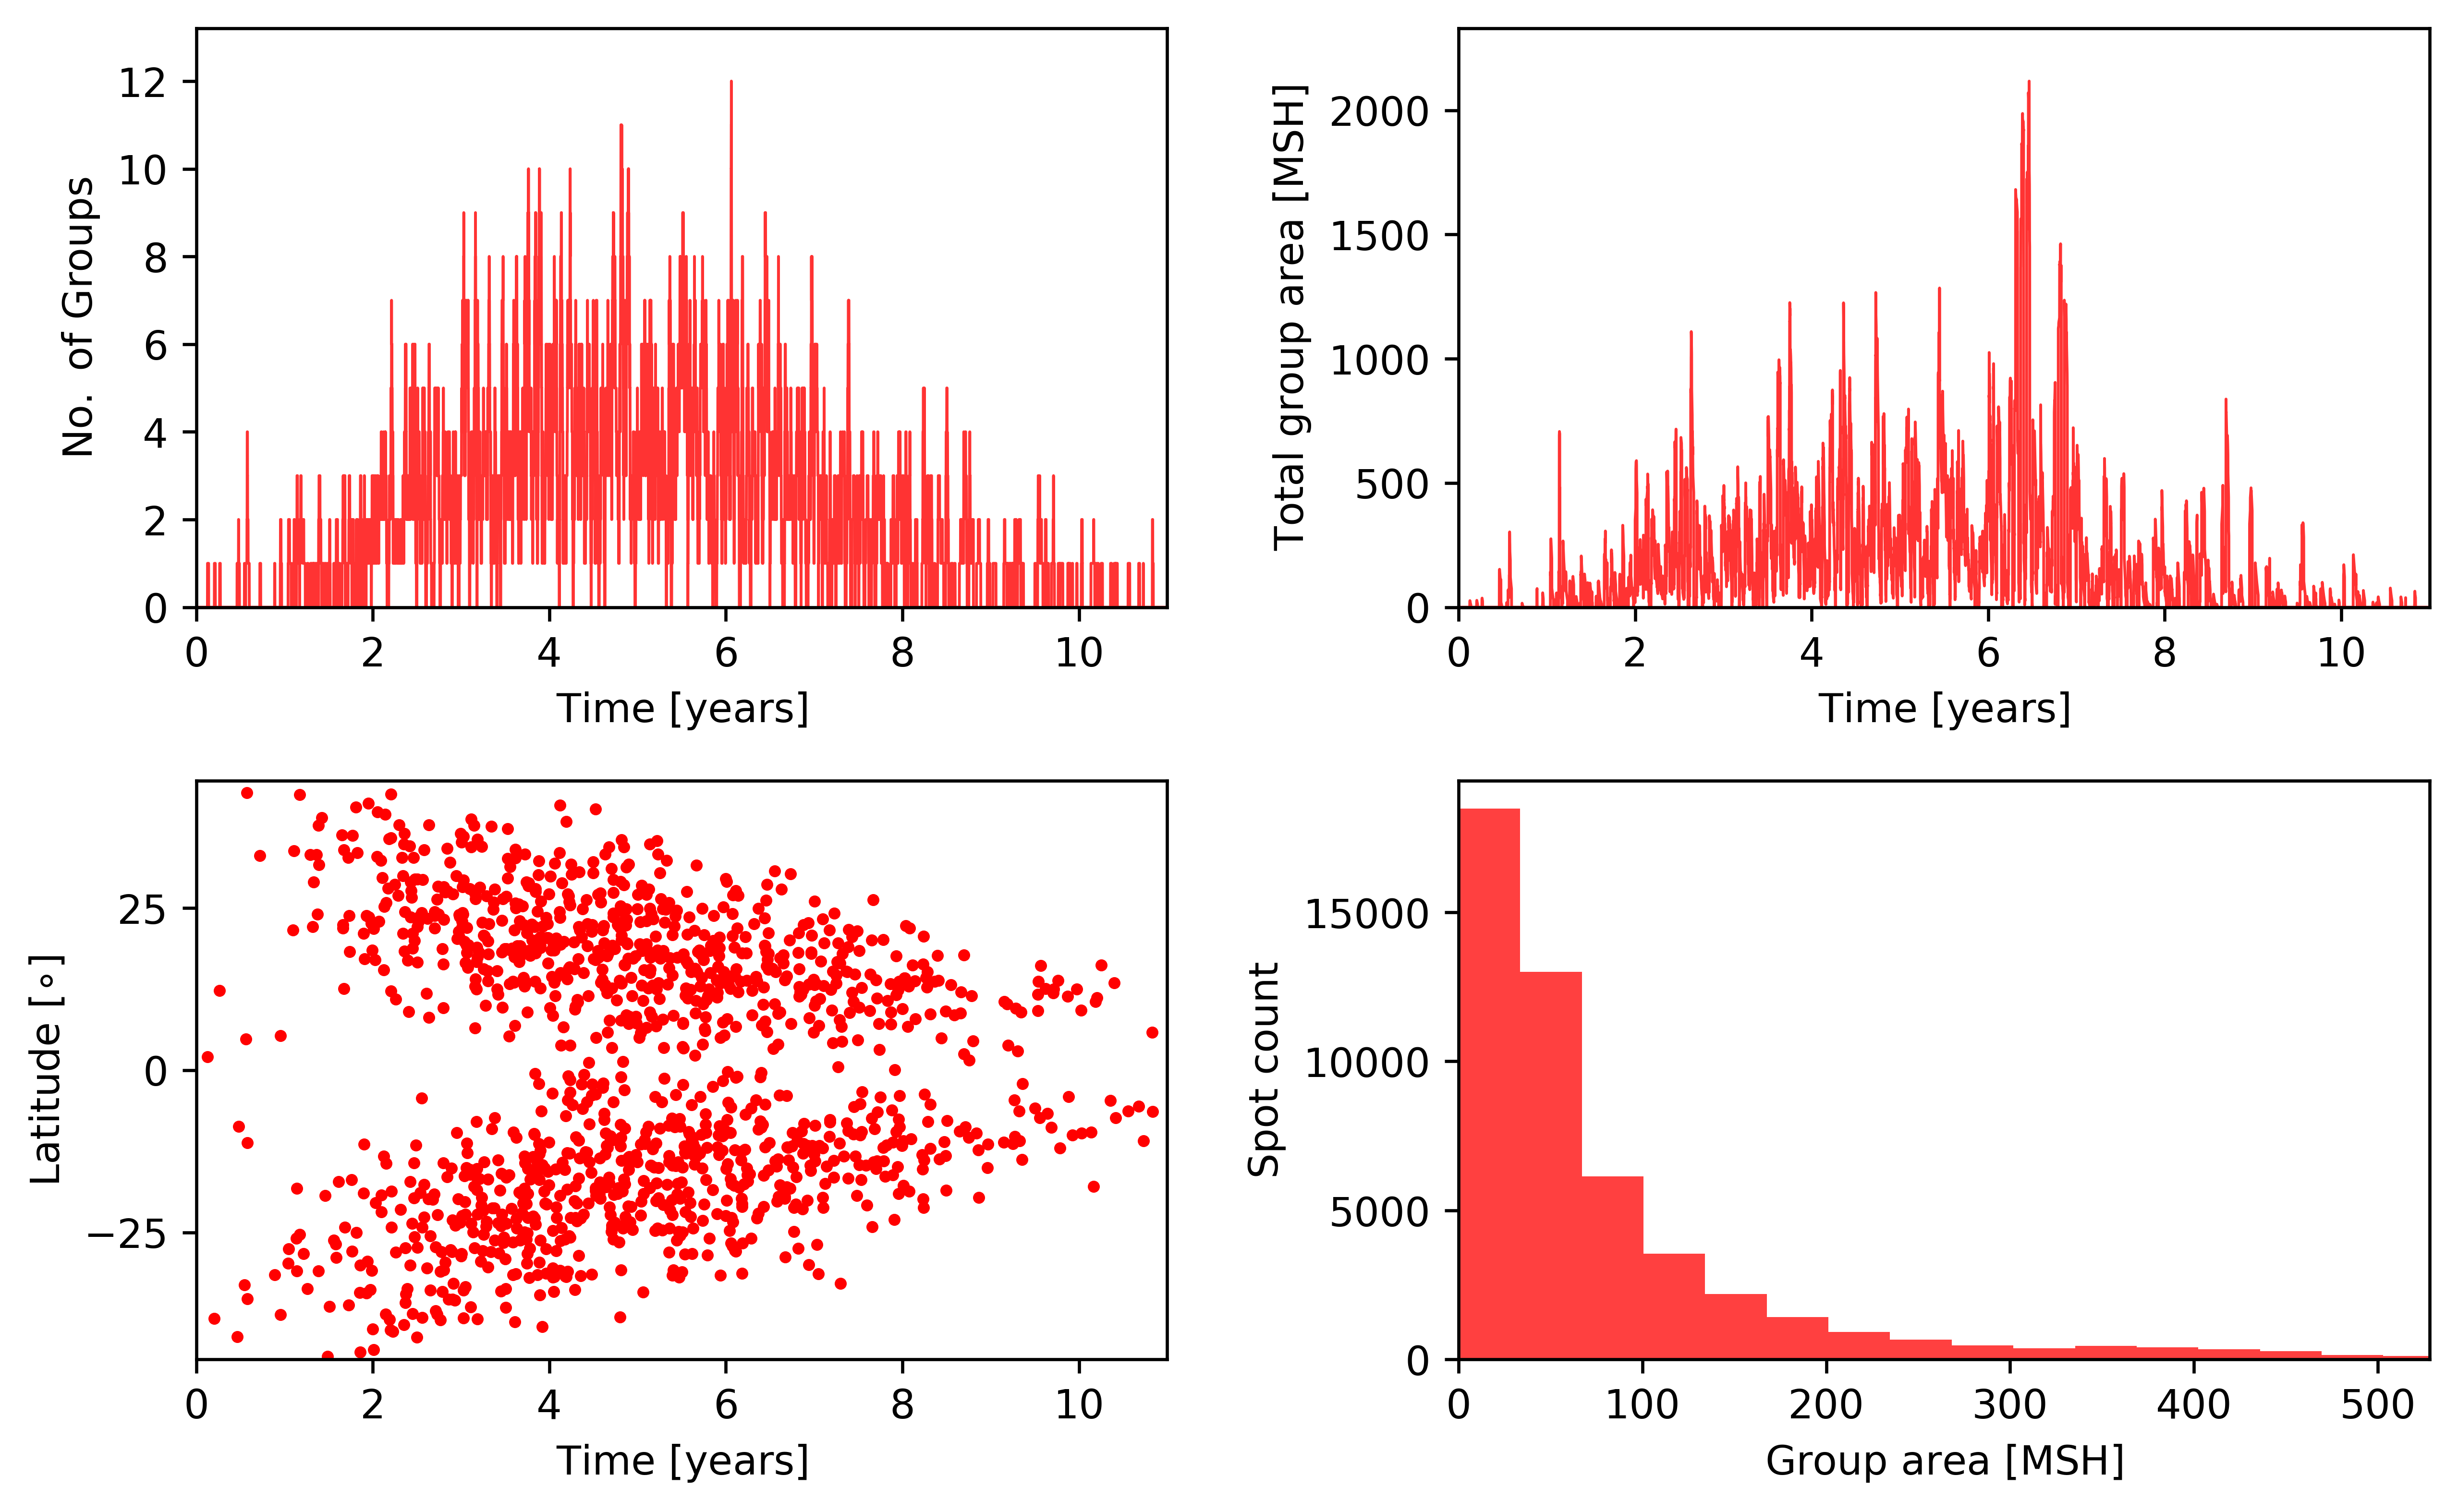 No. of Groups
12
10
8
6
4
2
0
0 2 4 6 8 10
Time [years]
Total group area [MSH]
2000
1500
1000
500
0
0 2 4 6 8 10
Time [years]
Latitude [∘]
25
0
−25
0 2 4 6 8 10
Time [years]
Spot count
15000
10000
5000
0
0 100 200 300 400 500
Group area [MSH]